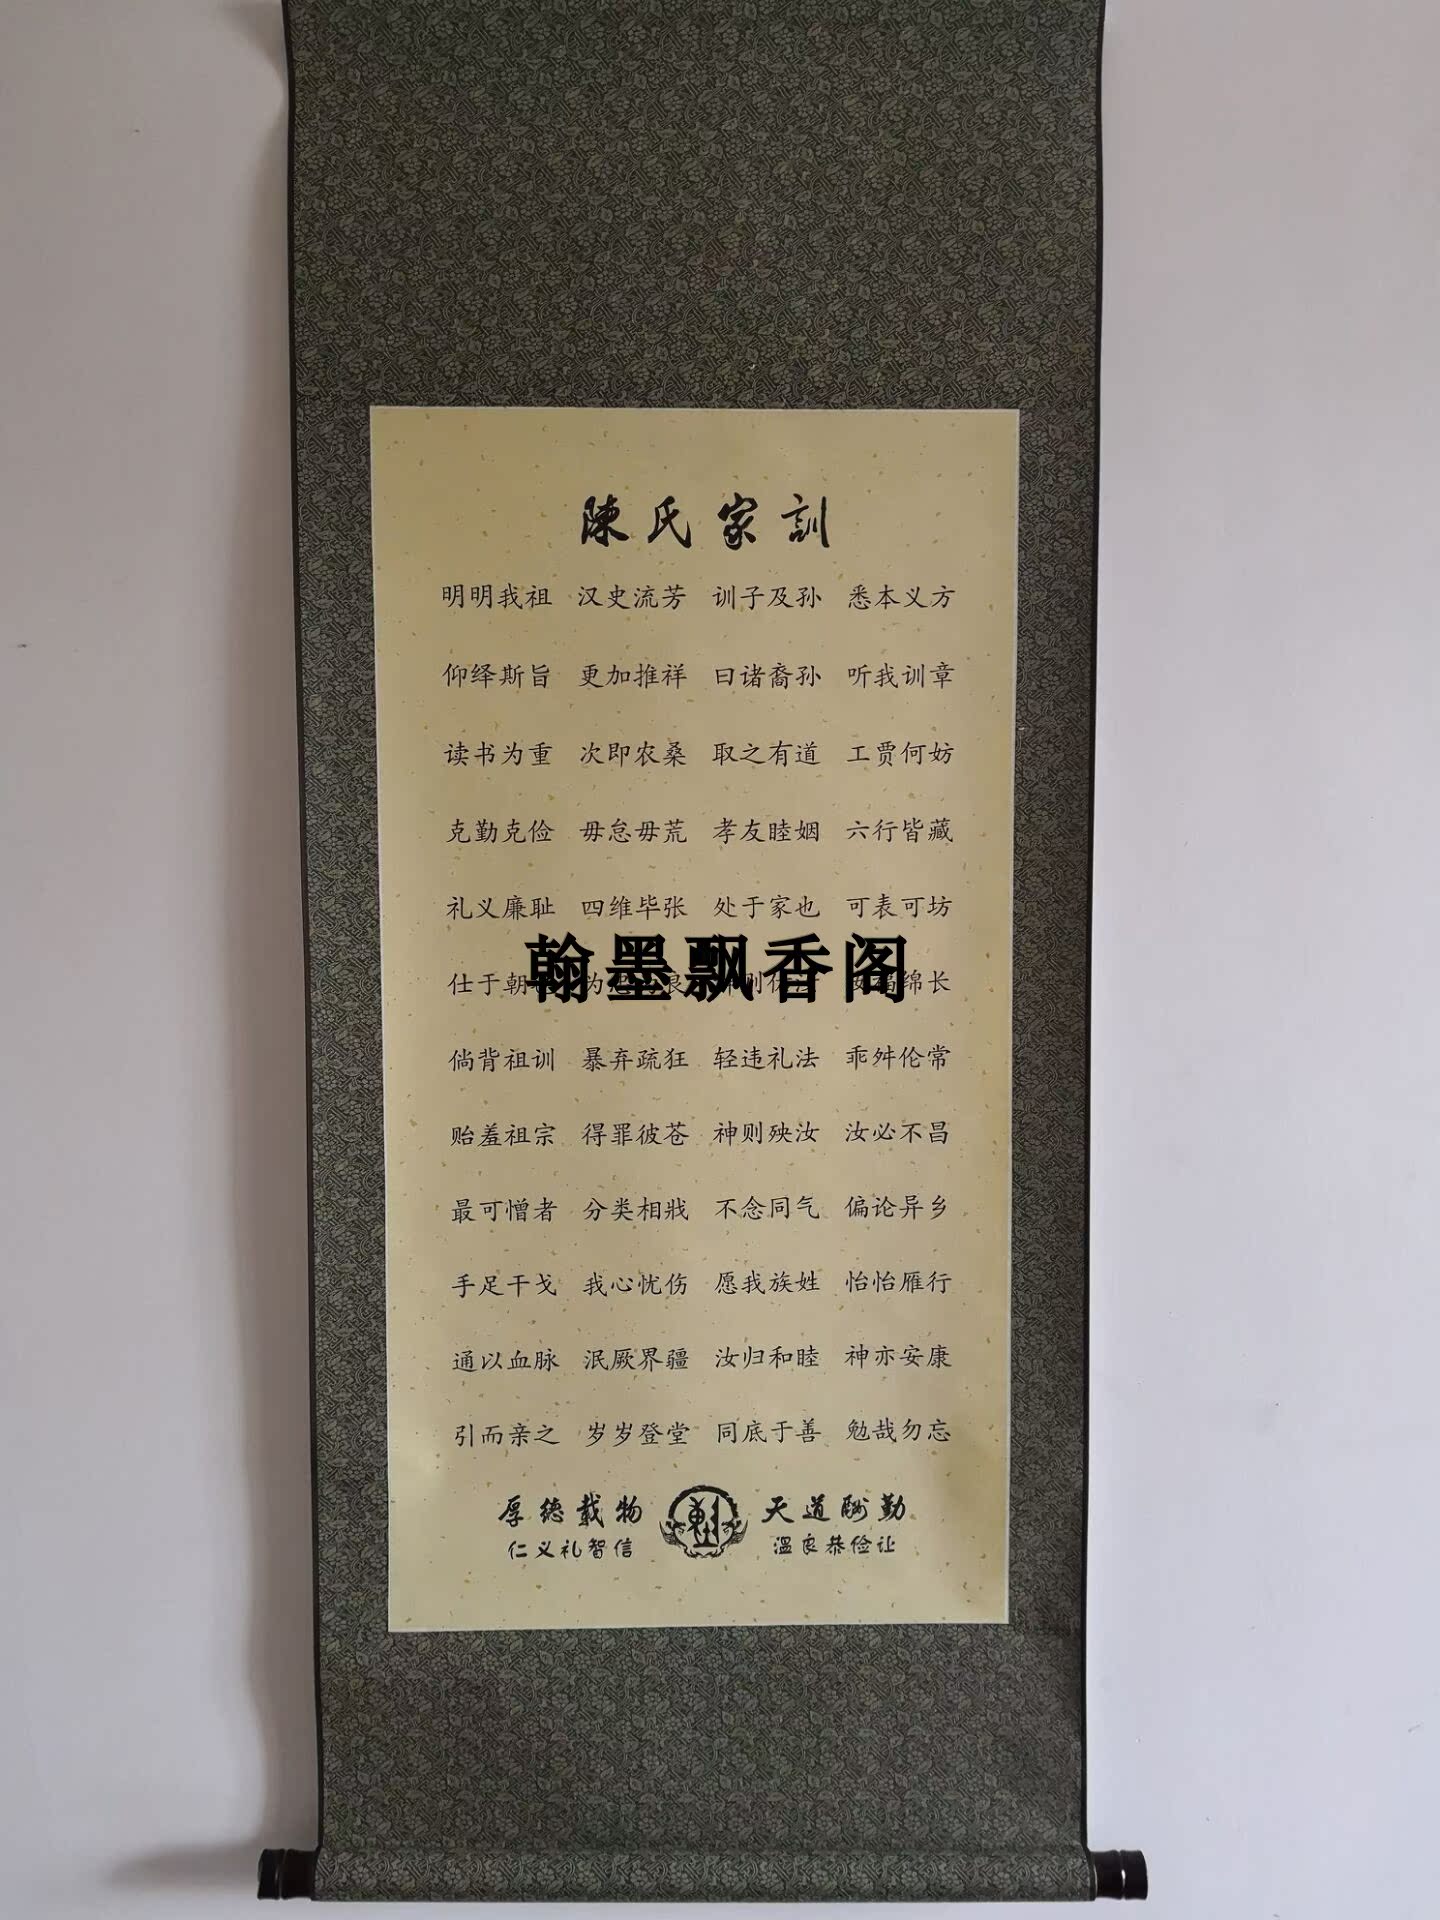 陳氏家訓
明明我祖 汉史流芳 训子及孙 悉本义方
仰绎斯旨 更加推祥 曰诸裔孙 听我训章
读书为重 次即农桑 取之有道 工贾何妨
克勤克俭 毋怠毋荒 孝友睦姻 六行皆藏
礼义廉耻 四维毕张 处于家也 可表可坊
翰墨飘香阁
仕于朝 绵长
倘背祖训 暴弃疏狂 轻违礼法 乖舛伦常
贻羞祖宗 得罪彼苍 神则殃汝 汝必不昌
最可憎者 分类相戕 不念同气 偏论异乡
手足干戈 我心忧伤 愿我族姓 怡怡雁行
通以血脉 泯厥界疆 汝归和睦 神亦安康
引而亲之 岁岁登堂 同底于善 勉哉勿忘
厚德载物 天道酬勤
仁义礼智信 温良恭俭让